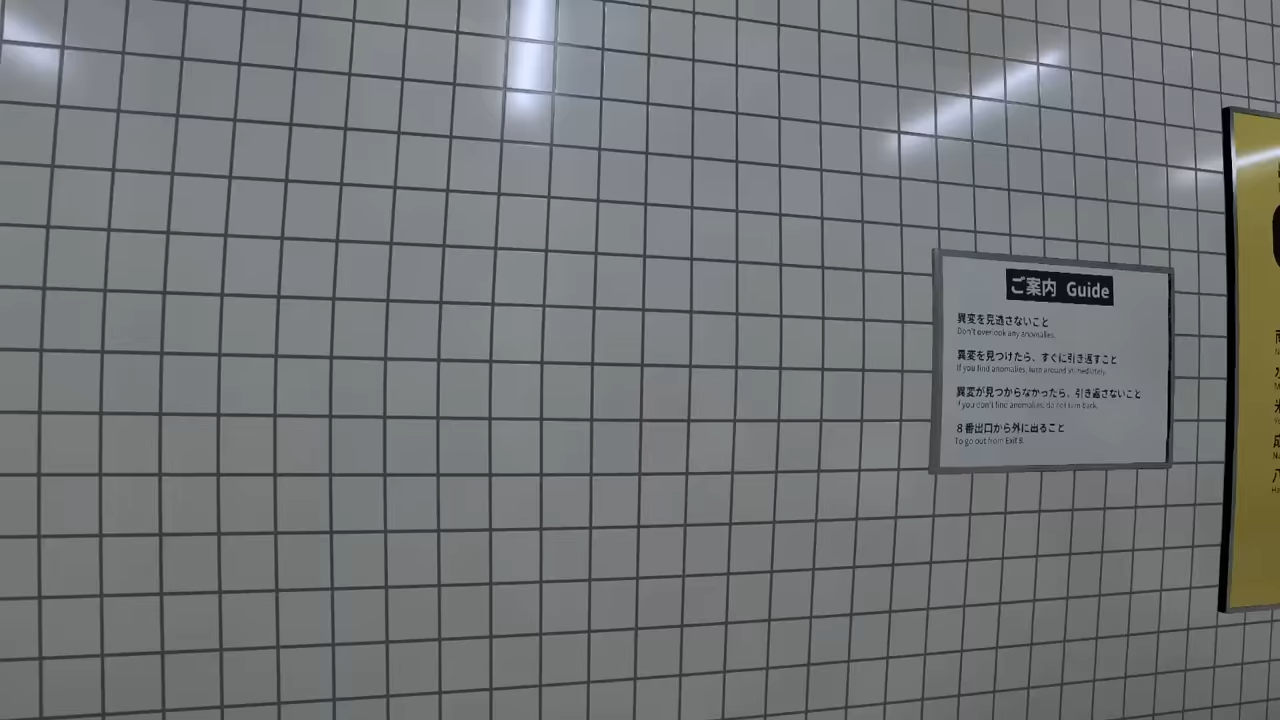 ご案内 Guide
異変を見逃さないこと
Don't overlook any anomalies.
異変を見つけたら、すぐに引き返すこと
If you find anomalies, turn around immediately.
異変が見つからなかったら、引き返さないこと
If you don't find anomalies, do not turn back.
8番出口から外に出ること
To go out from Exit 8.